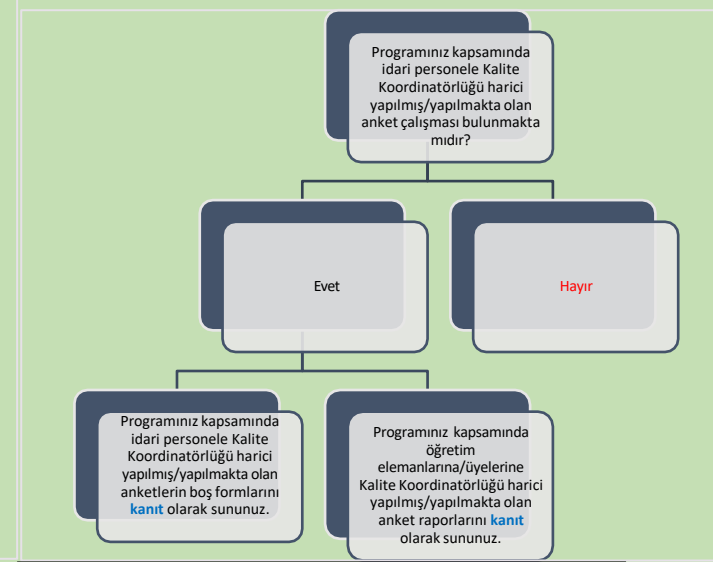 Programınız kapsamında
idari personele Kalite
Koordinatörlüğü harici
yapılmış/yapılmakta olan
anket çalışması bulunmakta
mıdır?
Evet
Hayır
Programınız kapsamında
idari personele Kalite
Koordinatörlüğü harici
yapılmış/yapılmakta olan
anketlerin boş formlarını
kanıt olarak sununuz.
Programınız kapsamında
öğretim
elemanlarına/üyelerine
Kalite Koordinatörlüğü harici
yapılmış/yapılmakta olan
anket raporlarını kanıt
olarak sununuz.